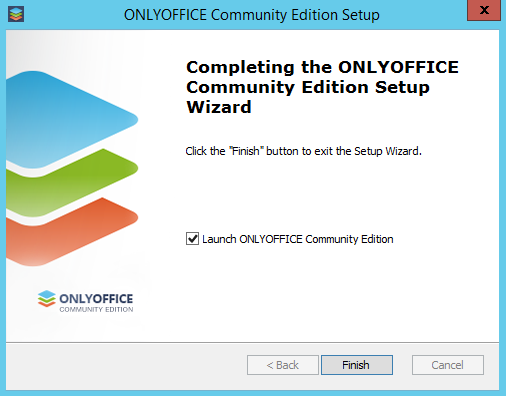 ONLYOFFICE Community Edition Setup
x
Completing the ONLYOFFICE
Community Edition Setup
Wizard
Click the "Finish" button to exit the Setup Wizard.
Launch ONLYOFFICE Community Edition
ONLYOFFICE
COMMUNITY EDITION
< Back
Finish
Cancel